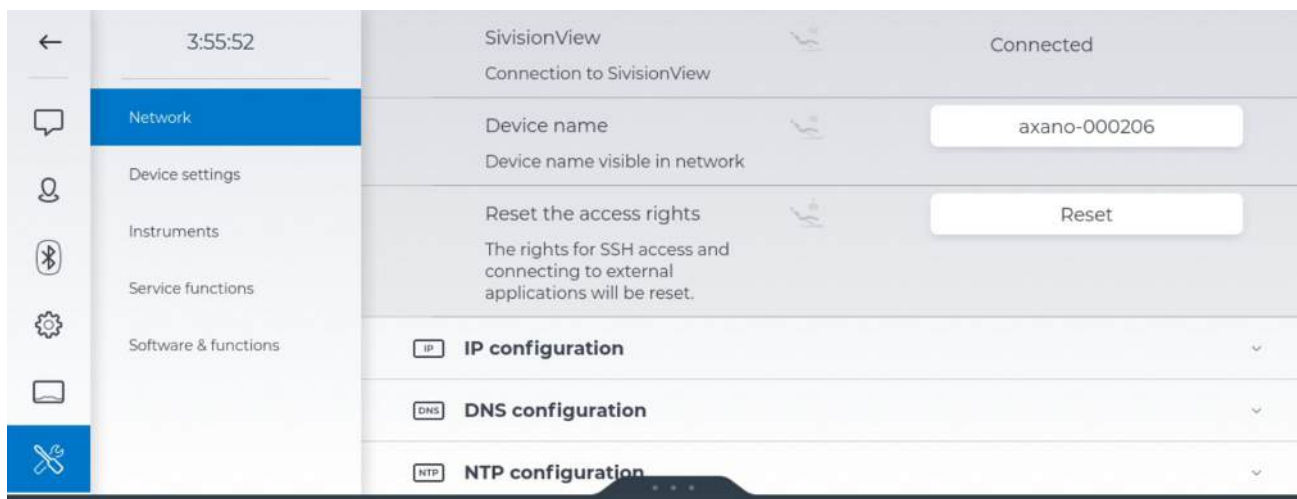 3:55:52
Network
Device settings
Instruments
Service functions
Software & functions
SivisionView
Connection to SivisionView
Connected
Device name
Device name visible in network
axano-000206
Reset the access rights
The rights for SSH access and
connecting to external
applications will be reset.
Reset
IP IP configuration
DNS DNS configuration
NTP NTP configuration